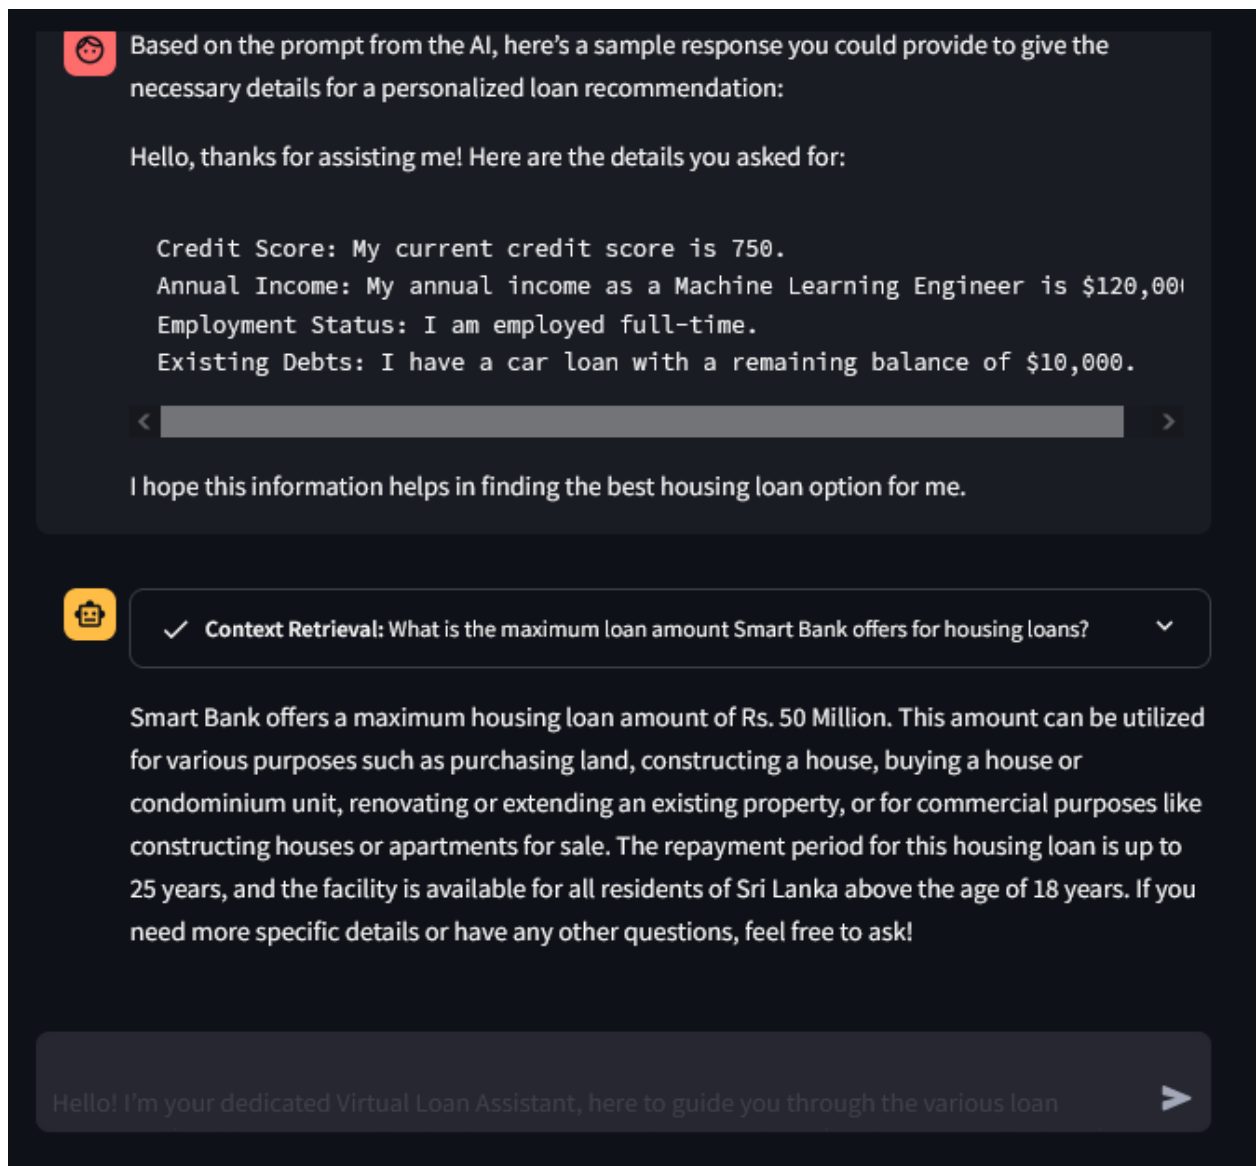 Based on the prompt from the AI, here’s a sample response you could provide to give the
necessary details for a personalized loan recommendation:
Hello, thanks for assisting me! Here are the details you asked for:
Credit Score: My current credit score is 750.
Annual Income: My annual income as a Machine Learning Engineer is $120,00
Employment Status: I am employed full-time.
Existing Debts: I have a car loan with a remaining balance of $10,000.
I hope this information helps in finding the best housing loan option for me.
Context Retrieval: What is the maximum loan amount Smart Bank offers for housing loans?
Smart Bank offers a maximum housing loan amount of Rs. 50 Million. This amount can be utilized
for various purposes such as purchasing land, constructing a house, buying a house or
condominium unit, renovating or extending an existing property, or for commercial purposes like
constructing houses or apartments for sale. The repayment period for this housing loan is up to
25 years, and the facility is available for all residents of Sri Lanka above the age of 18 years. If you
need more specific details or have any other questions, feel free to ask!
Hello! I'm your dedicated Virtual Loan Assistant, here to guide you through the various loan